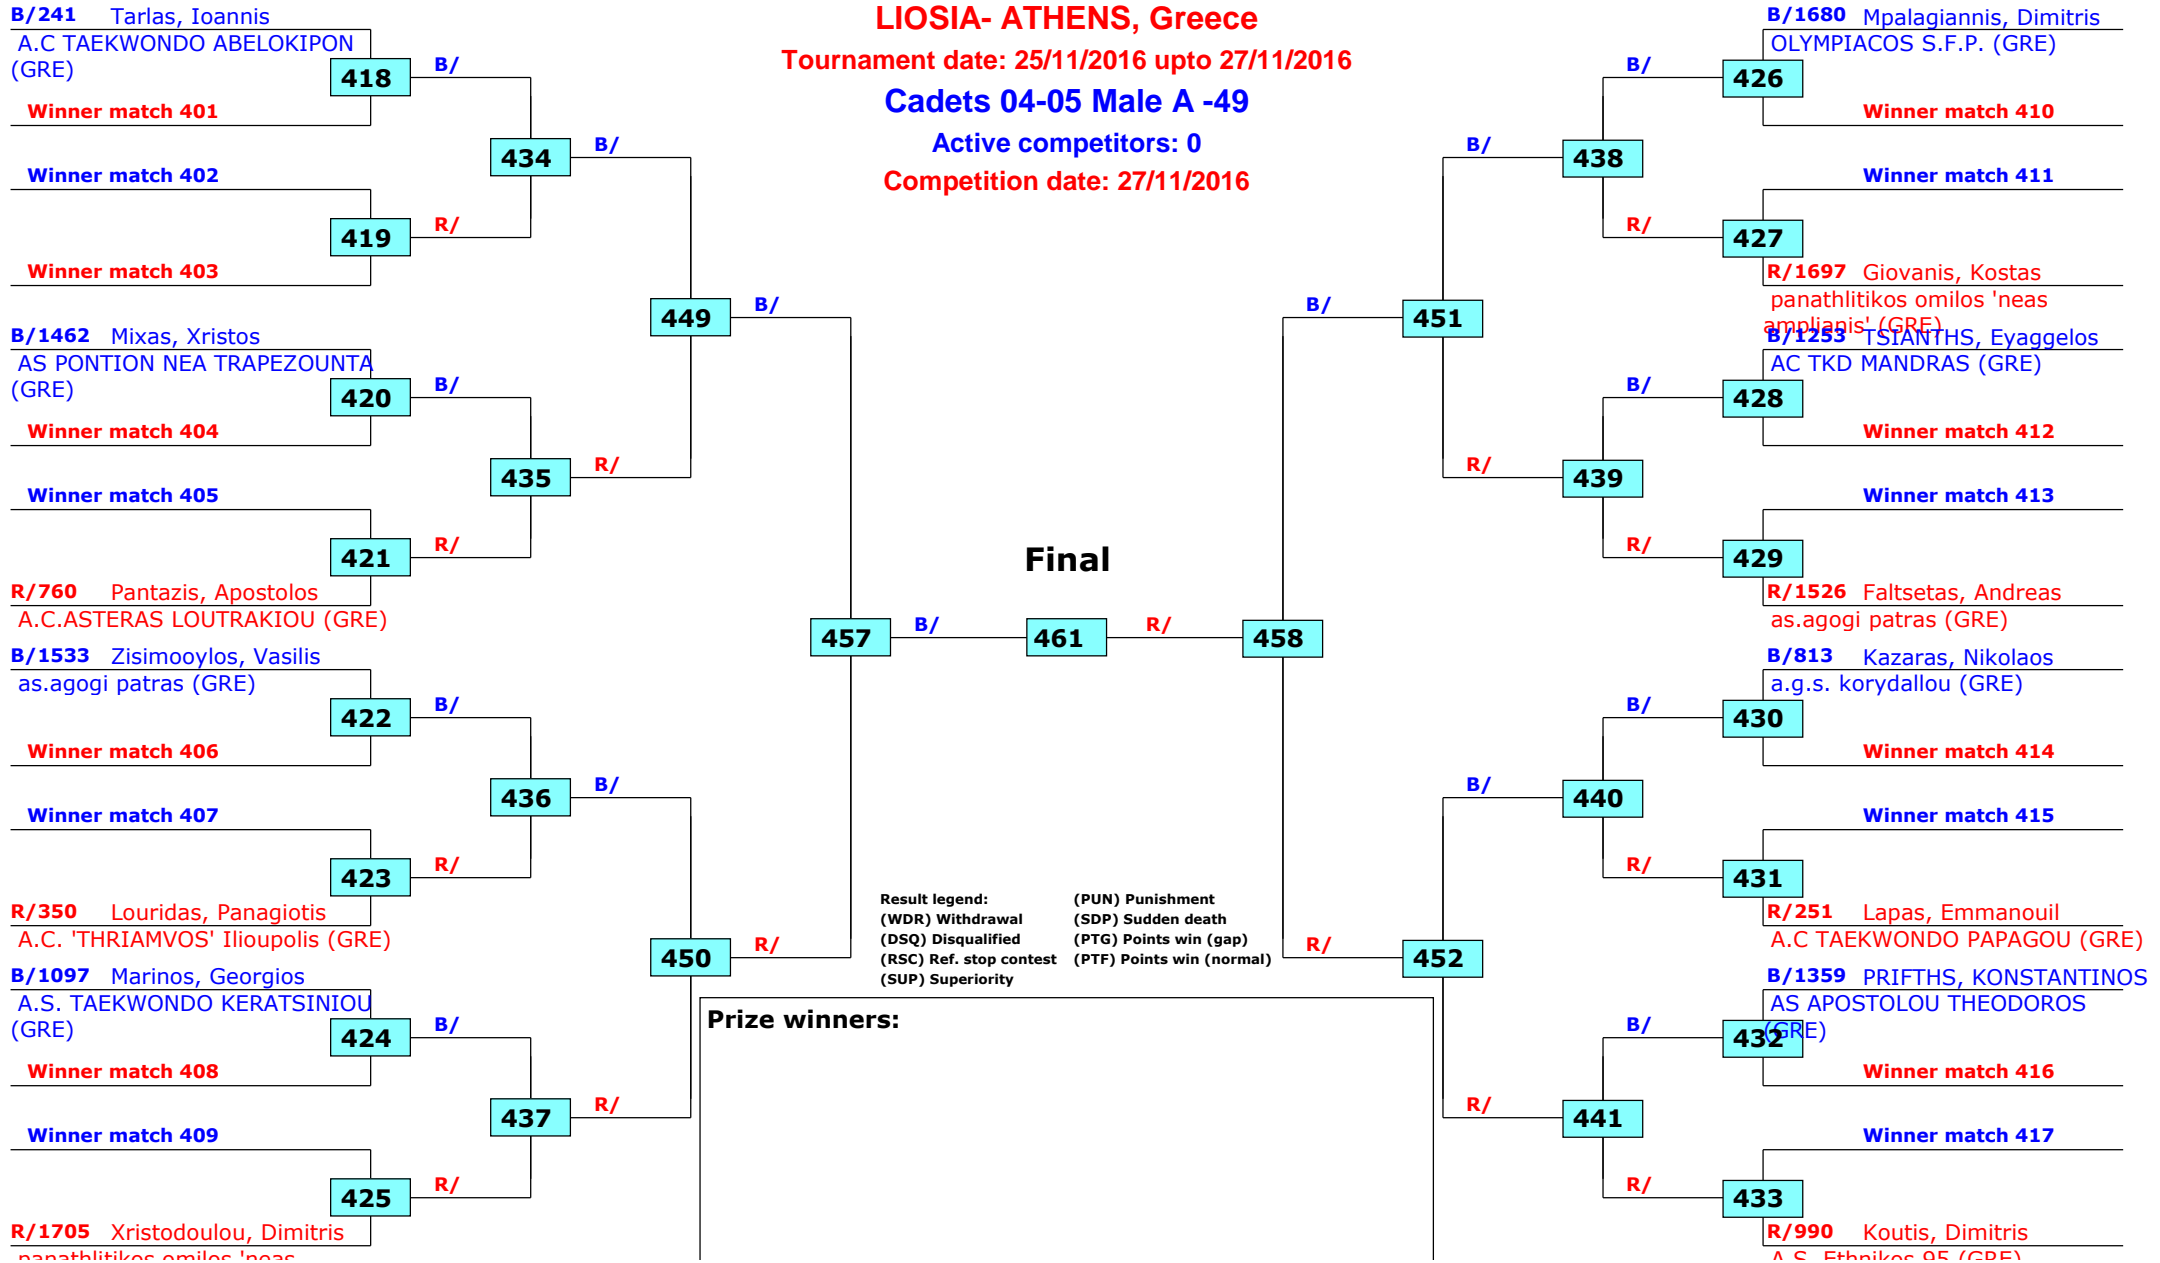 LIOSIA- ATHENS, Greece
Tournament date: 25/11/2016 upto 27/11/2016
Cadets 04-05 Male A -49
Active competitors: 0
Competition date: 27/11/2016
B/241 Tarlas, Ioannis
A.C TAEKWONDO ABELOKIPON
(GRE)
418
B/
Winner match 401
434
B/
Winner match 402
419
R/
Winner match 403
449
B/
B/1462 Mixas, Xristos
AS PONTION NEA TRAPEZOUNTA
(GRE)
420
B/
Winner match 404
435
R/
Winner match 405
421
R/
R/760 Pantazis, Apostolos
A.C.ASTERAS LOUTRAKIOU (GRE)
457
B/
B/1533 Zisimooylos, Vasilis
as.agogi patras (GRE)
422
B/
Winner match 406
436
B/
Winner match 407
423
R/
R/350 Louridas, Panagiotis
A.C. 'THRIAMVOS' Ilioupolis (GRE)
450
R/
B/1097 Marinos, Georgios
A.S. TAEKWONDO KERATSINIOU
(GRE)
424
B/
Winner match 408
437
R/
Winner match 409
425
R/
R/1705 Xristodoulou, Dimitris
panathlitikos omilos 'neas
Final
461
R/
458
B/1680 Mpalagiannis, Dimitris
OLYMPIACOS S.F.P. (GRE)
B/
426
Winner match 410
B/
438
Winner match 411
R/
427
R/1697 Giovanis, Kostas
panathlitikos omilos 'neas
amplianis' (GRE)
B/
451
B/1253 TSIANTHS, Eyaggelos
AC TKD MANDRAS (GRE)
B/
428
Winner match 412
R/
439
Winner match 413
R/
429
R/1526 Faltsetas, Andreas
as.agogi patras (GRE)
B/813 Kazaras, Nikolaos
a.g.s. korydallou (GRE)
B/
430
Winner match 414
B/
440
Winner match 415
R/
431
R/251 Lapas, Emmanouil
A.C TAEKWONDO PAPAGOU (GRE)
R/
452
B/1359 PRIFTHS, KONSTANTINOS
AS APOSTOLOU THEODOROS
(GRE)
B/
432
Winner match 416
R/
441
Winner match 417
R/
433
R/990 Koutis, Dimitris
A.S. Ethnikos 95 (GRE)
Result legend: (PUN) Punishment
(WDR) Withdrawal (SDP) Sudden death
(DSQ) Disqualified (PTG) Points win (gap)
(RSC) Ref. stop contest (PTF) Points win (normal)
(SUP) Superiority
Prize winners: